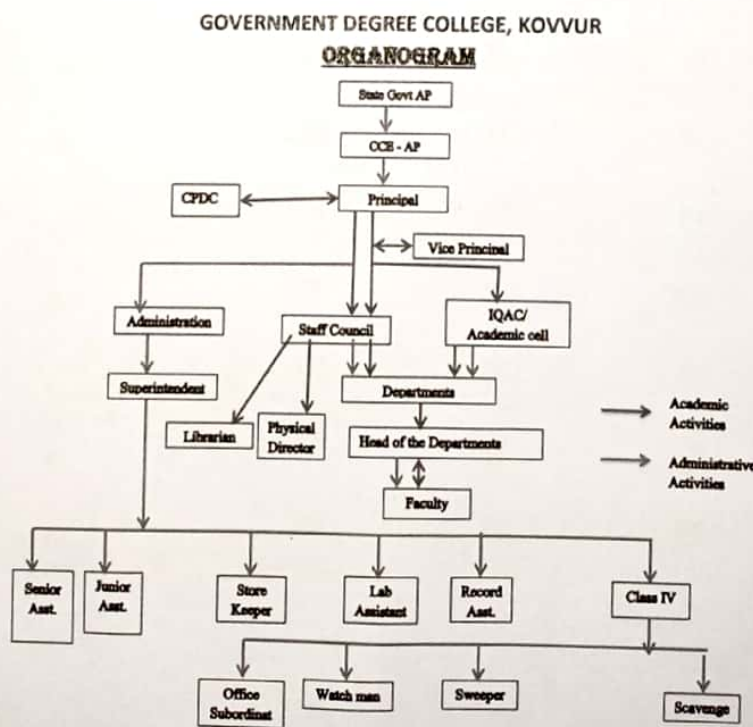 GOVERNMENT DEGREE COLLEGE, KOVVUR
ORGANOGRAM
State Govt AP
CCE - AP
CPDC
Principal
Vice Principal
Administration
Staff Council
IQAC/
Academic cell
Superintendent
Departments
Librarian
Physical
Director
Head of the Departments
Faculty
Academic
Activities
Administrative
Activities
Senior
Asst.
Junior
Asst.
Store
Keeper
Lab
Assistant
Record
Asst.
Class IV
Office
Subordinat
Watch man
Sweeper
Scavenge